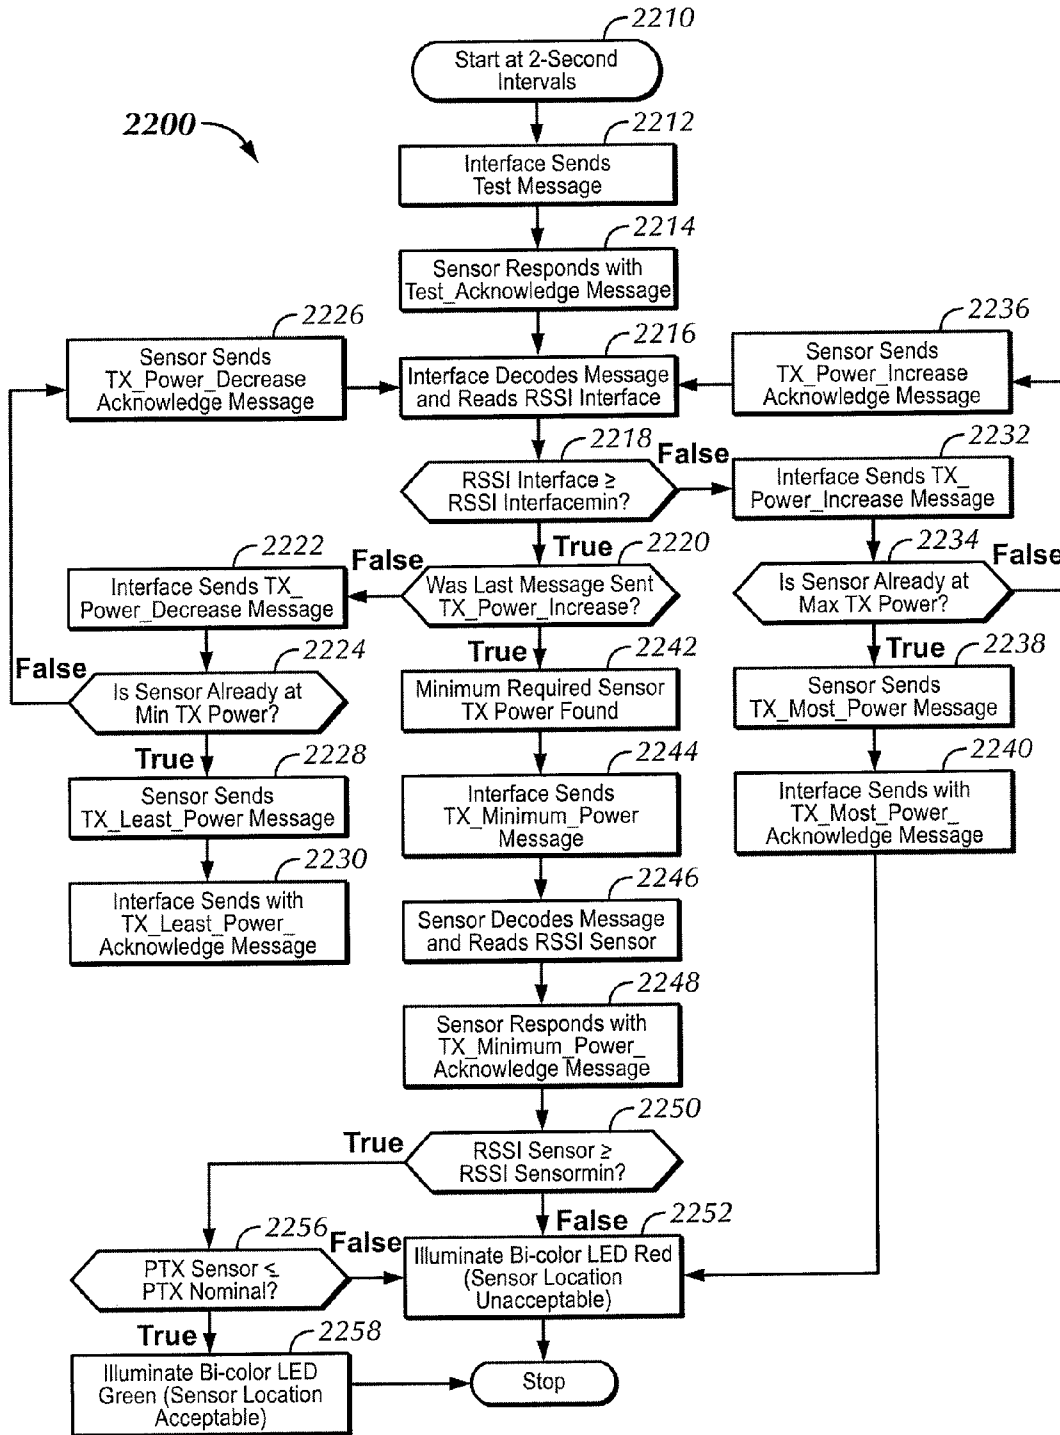 2210
Start at 2-Second
Intervals
2200
2212
Interface Sends
Test Message
2214
Sensor Responds with
Test_Acknowledge Message
2226
Sensor Sends
TX_Power_Decrease
Acknowledge Message
2216
Interface Decodes Message
and Reads RSSI Interface
2236
Sensor Sends
TX_Power_Increase
Acknowledge Message
2218
RSSI Interface ≥
RSSI Interfacemin?
False
2232
Interface Sends TX_
Power_Increase Message
True
2222
Interface Sends TX_
Power_Decrease Message
False
2220
Was Last Message Sent
TX_Power_Increase?
2234
Is Sensor Already at
Max TX Power?
False
False
2224
Is Sensor Already at
Min TX Power?
True
2242
Minimum Required Sensor
TX Power Found
True
2238
Sensor Sends
TX_Most_Power Message
True
2228
Sensor Sends
TX_Least_Power Message
2244
Interface Sends
TX_Minimum_Power
Message
2240
Interface Sends with
TX_Most_Power_
Acknowledge Message
2230
Interface Sends with
TX_Least_Power_
Acknowledge Message
2246
Sensor Decodes Message
and Reads RSSI Sensor
2248
Sensor Responds with
TX_Minimum_Power_
Acknowledge Message
2250
True
RSSI Sensor ≥
RSSI Sensormin?
False
2256
PTX Sensor ≤
PTX Nominal?
False
2252
Illuminate Bi-color LED Red
(Sensor Location
Unacceptable)
True
2258
Illuminate Bi-color LED
Green (Sensor Location
Acceptable)
Stop